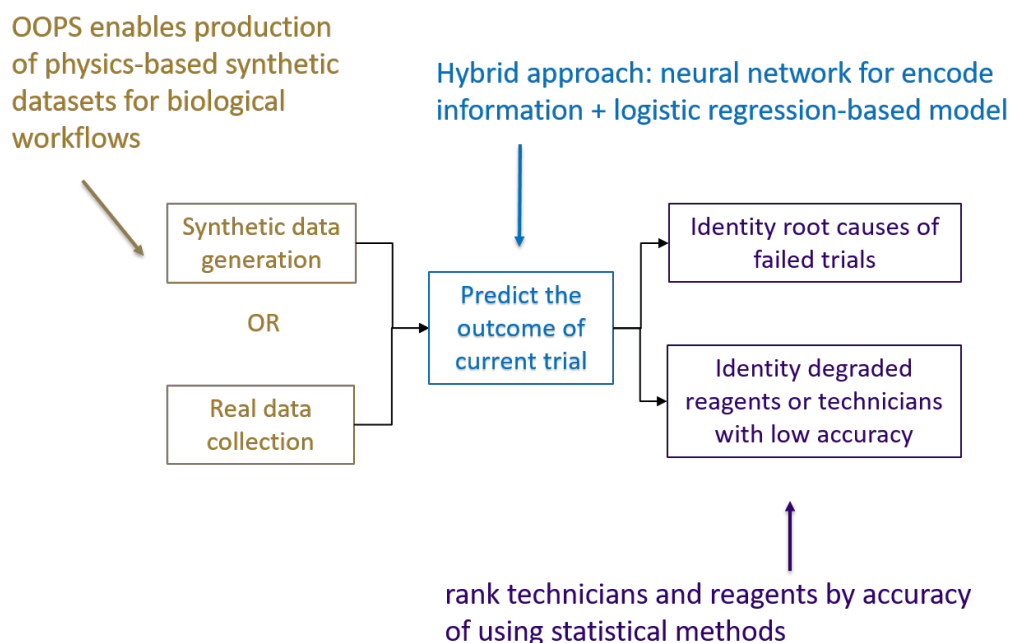 OOPS enables production
of physics-based synthetic
datasets for biological
workflows
Hybrid approach: neural network for encode
information + logistic regression-based model
Synthetic data
generation
OR
Real data
collection
Predict the
outcome of
current trial
Identity root causes of
failed trials
Identity degraded
reagents or technicians
with low accuracy
rank technicians and reagents by accuracy
of using statistical methods